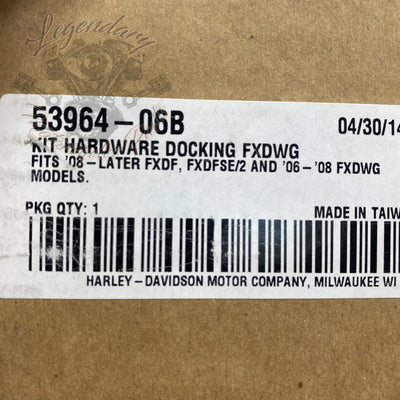 Legendary
53964-06B 04/30/14
KIT HARDWARE DOCKING FXDWG
FITS '08-LATER FXDF, FXDFSE/2 AND '06-'08 FXDWG
MODELS.
PKG QTY: 1 MADE IN TAIW
HARLEY-DAVIDSON MOTOR COMPANY, MILWAUKEE WI